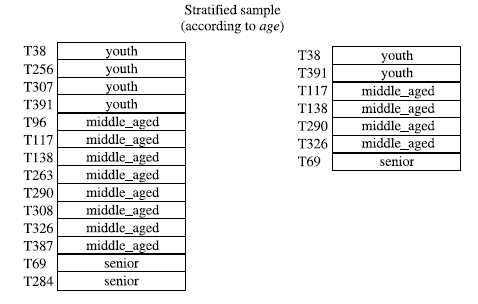 Stratified sample
(according to age)
T38 youth
T256 youth
T307 youth
T391 youth
T96 middle_aged
T117 middle_aged
T138 middle_aged
T263 middle_aged
T290 middle_aged
T308 middle_aged
T326 middle_aged
T387 middle_aged
T69 senior
T284 senior
T38 youth
T391 youth
T117 middle_aged
T138 middle_aged
T290 middle_aged
T326 middle_aged
T69 senior